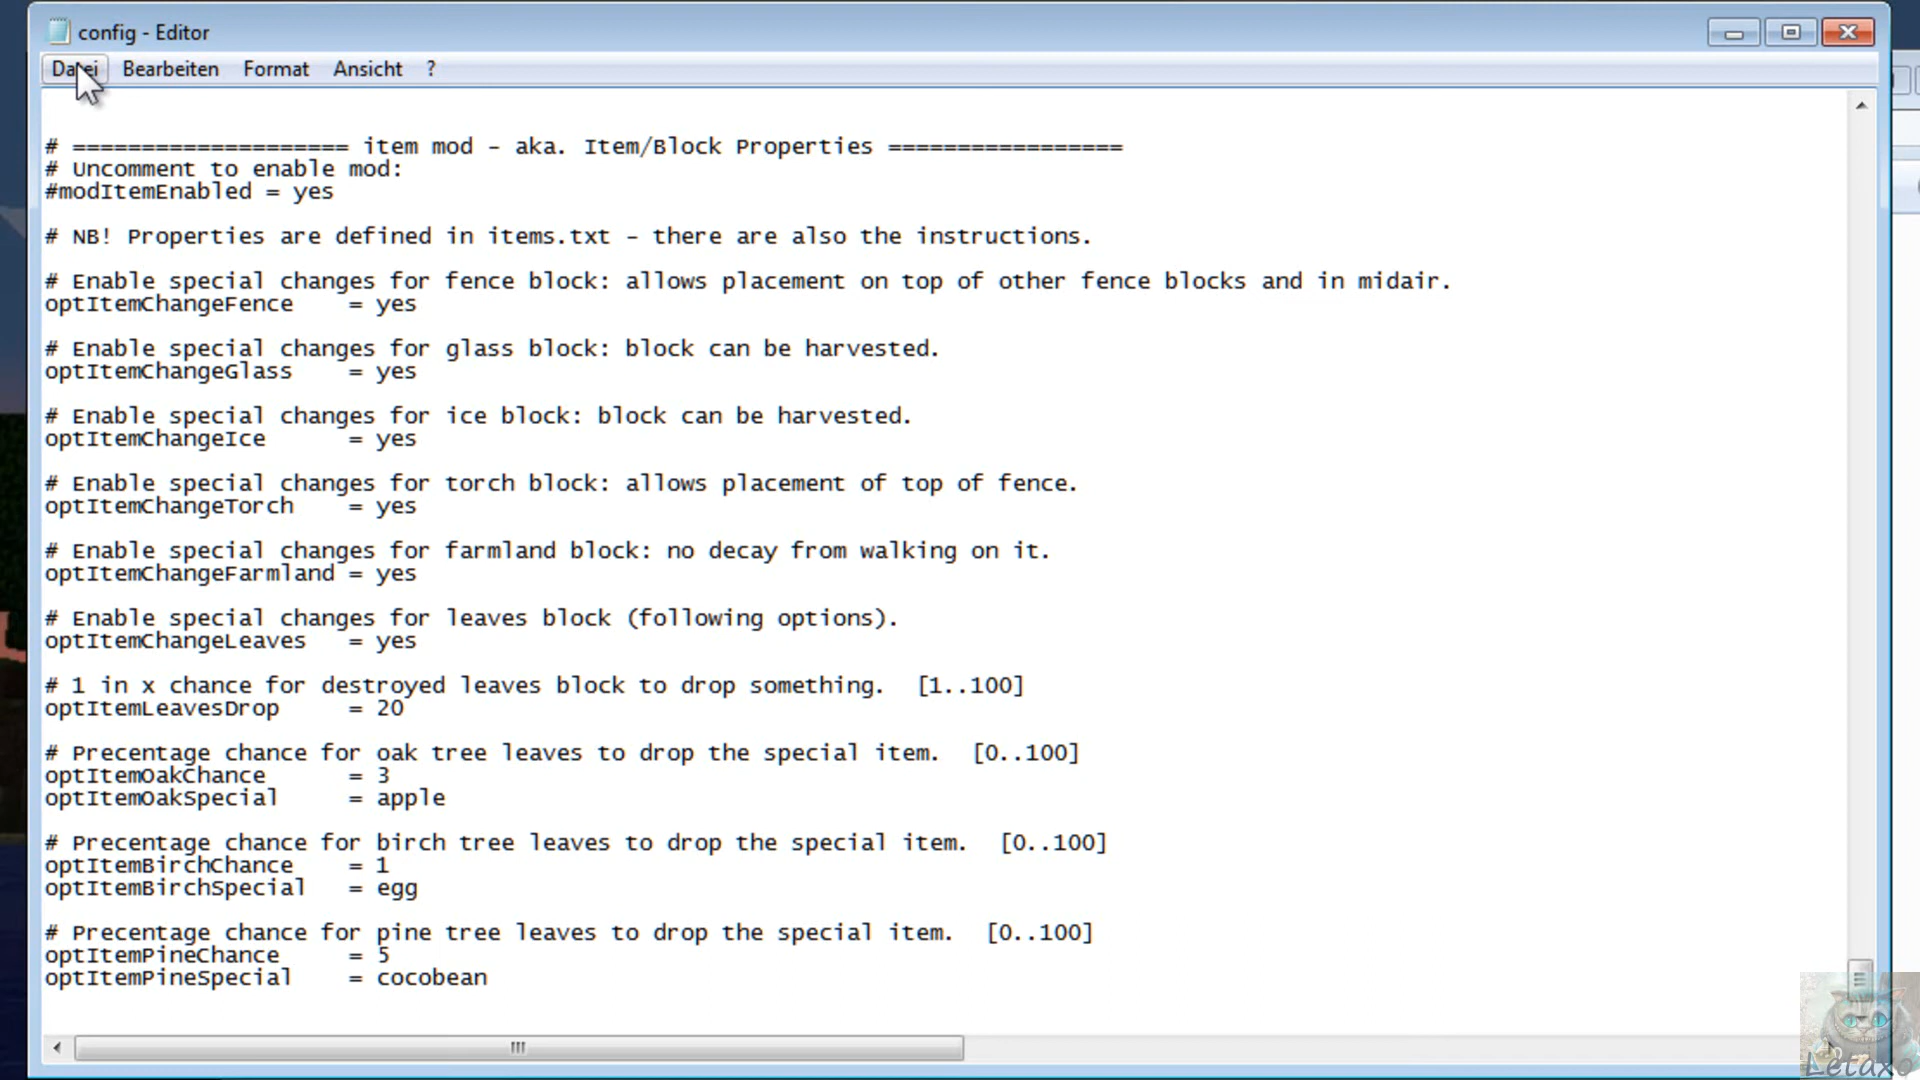 config - Editor
Datei Bearbeiten Format Ansicht ?
# ==================== item mod - aka. Item/Block Properties =================
# Uncomment to enable mod:
#modItemEnabled = yes
# NB! Properties are defined in items.txt - there are also the instructions.
# Enable special changes for fence block: allows placement on top of other fence blocks and in midair.
optItemChangeFence = yes
# Enable special changes for glass block: block can be harvested.
optItemChangeGlass = yes
# Enable special changes for ice block: block can be harvested.
optItemChangeIce = yes
# Enable special changes for torch block: allows placement of top of fence.
optItemChangeTorch = yes
# Enable special changes for farmland block: no decay from walking on it.
optItemChangeFarmland = yes
# Enable special changes for leaves block (following options).
optItemChangeLeaves = yes
# 1 in x chance for destroyed leaves block to drop something. [1..100]
optItemLeavesDrop = 20
# Precentage chance for oak tree leaves to drop the special item. [0..100]
optItemOakChance = 3
optItemOakSpecial = apple
# Precentage chance for birch tree leaves to drop the special item. [0..100]
optItemBirchChance = 1
optItemBirchSpecial = egg
# Precentage chance for pine tree leaves to drop the special item. [0..100]
optItemPineChance = 5
optItemPineSpecial = cocobean
Letaxo